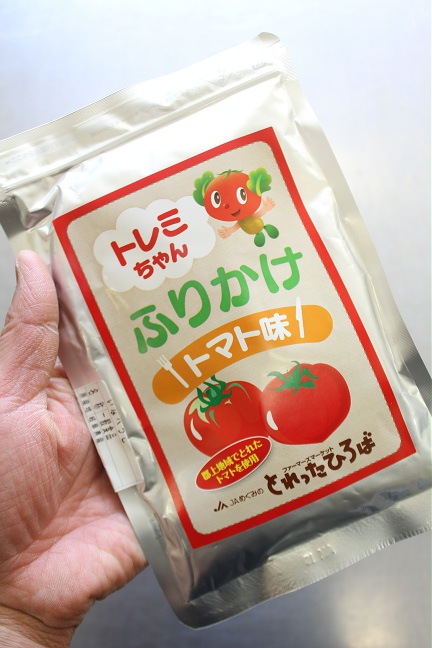 トレミ
ちゃん
ふりかけ
トマト味
郡上地域でとれた
トマトを使用
JAめぐみの
ファーマーズマーケット
とれったひろば